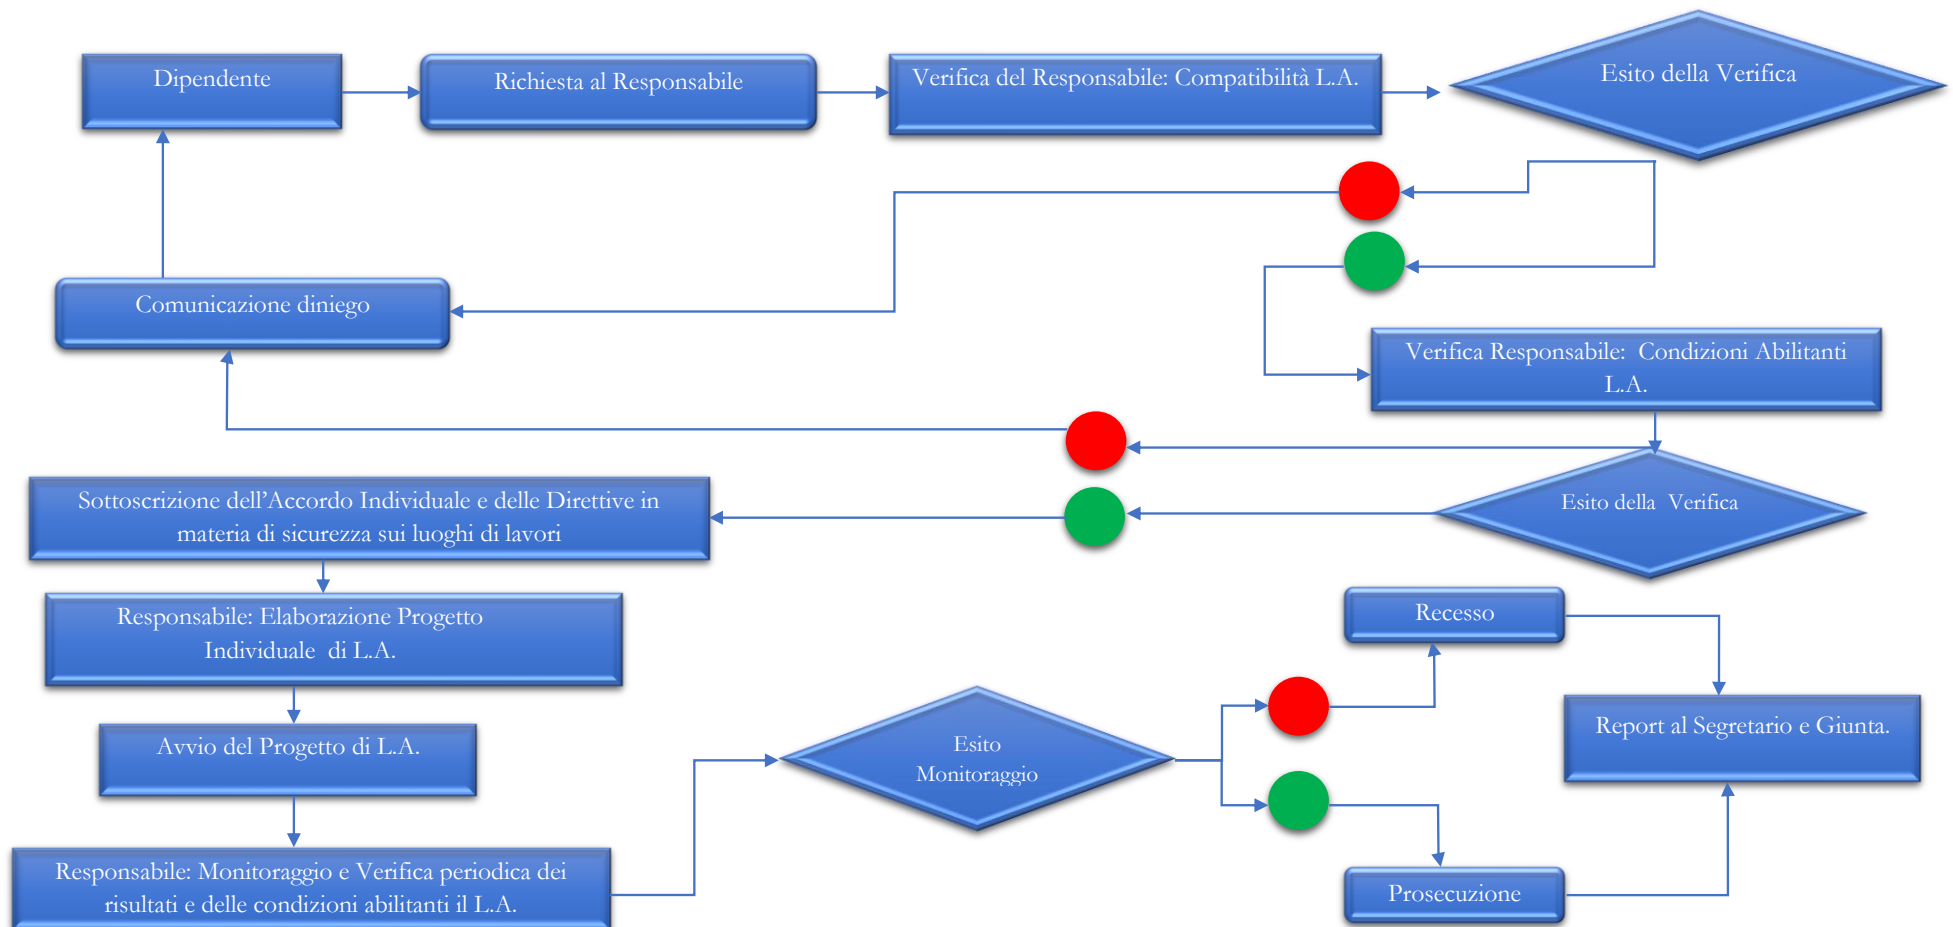 Dipendente
Richiesta al Responsabile
Verifica del Responsabile: Compatibilità L.A.
Esito della Verifica
Comunicazione diniego
Verifica Responsabile:  Condizioni Abilitanti
L.A.
Sottoscrizione dell’Accordo Individuale e delle Direttive in
materia di sicurezza sui luoghi di lavori
Esito della  Verifica
Responsabile: Elaborazione Progetto
Individuale  di L.A.
Recesso
Avvio del Progetto di L.A.
Esito
Monitoraggio
Report al Segretario e Giunta.
Responsabile: Monitoraggio e Verifica periodica dei
risultati e delle condizioni abilitanti il L.A.
Prosecuzione